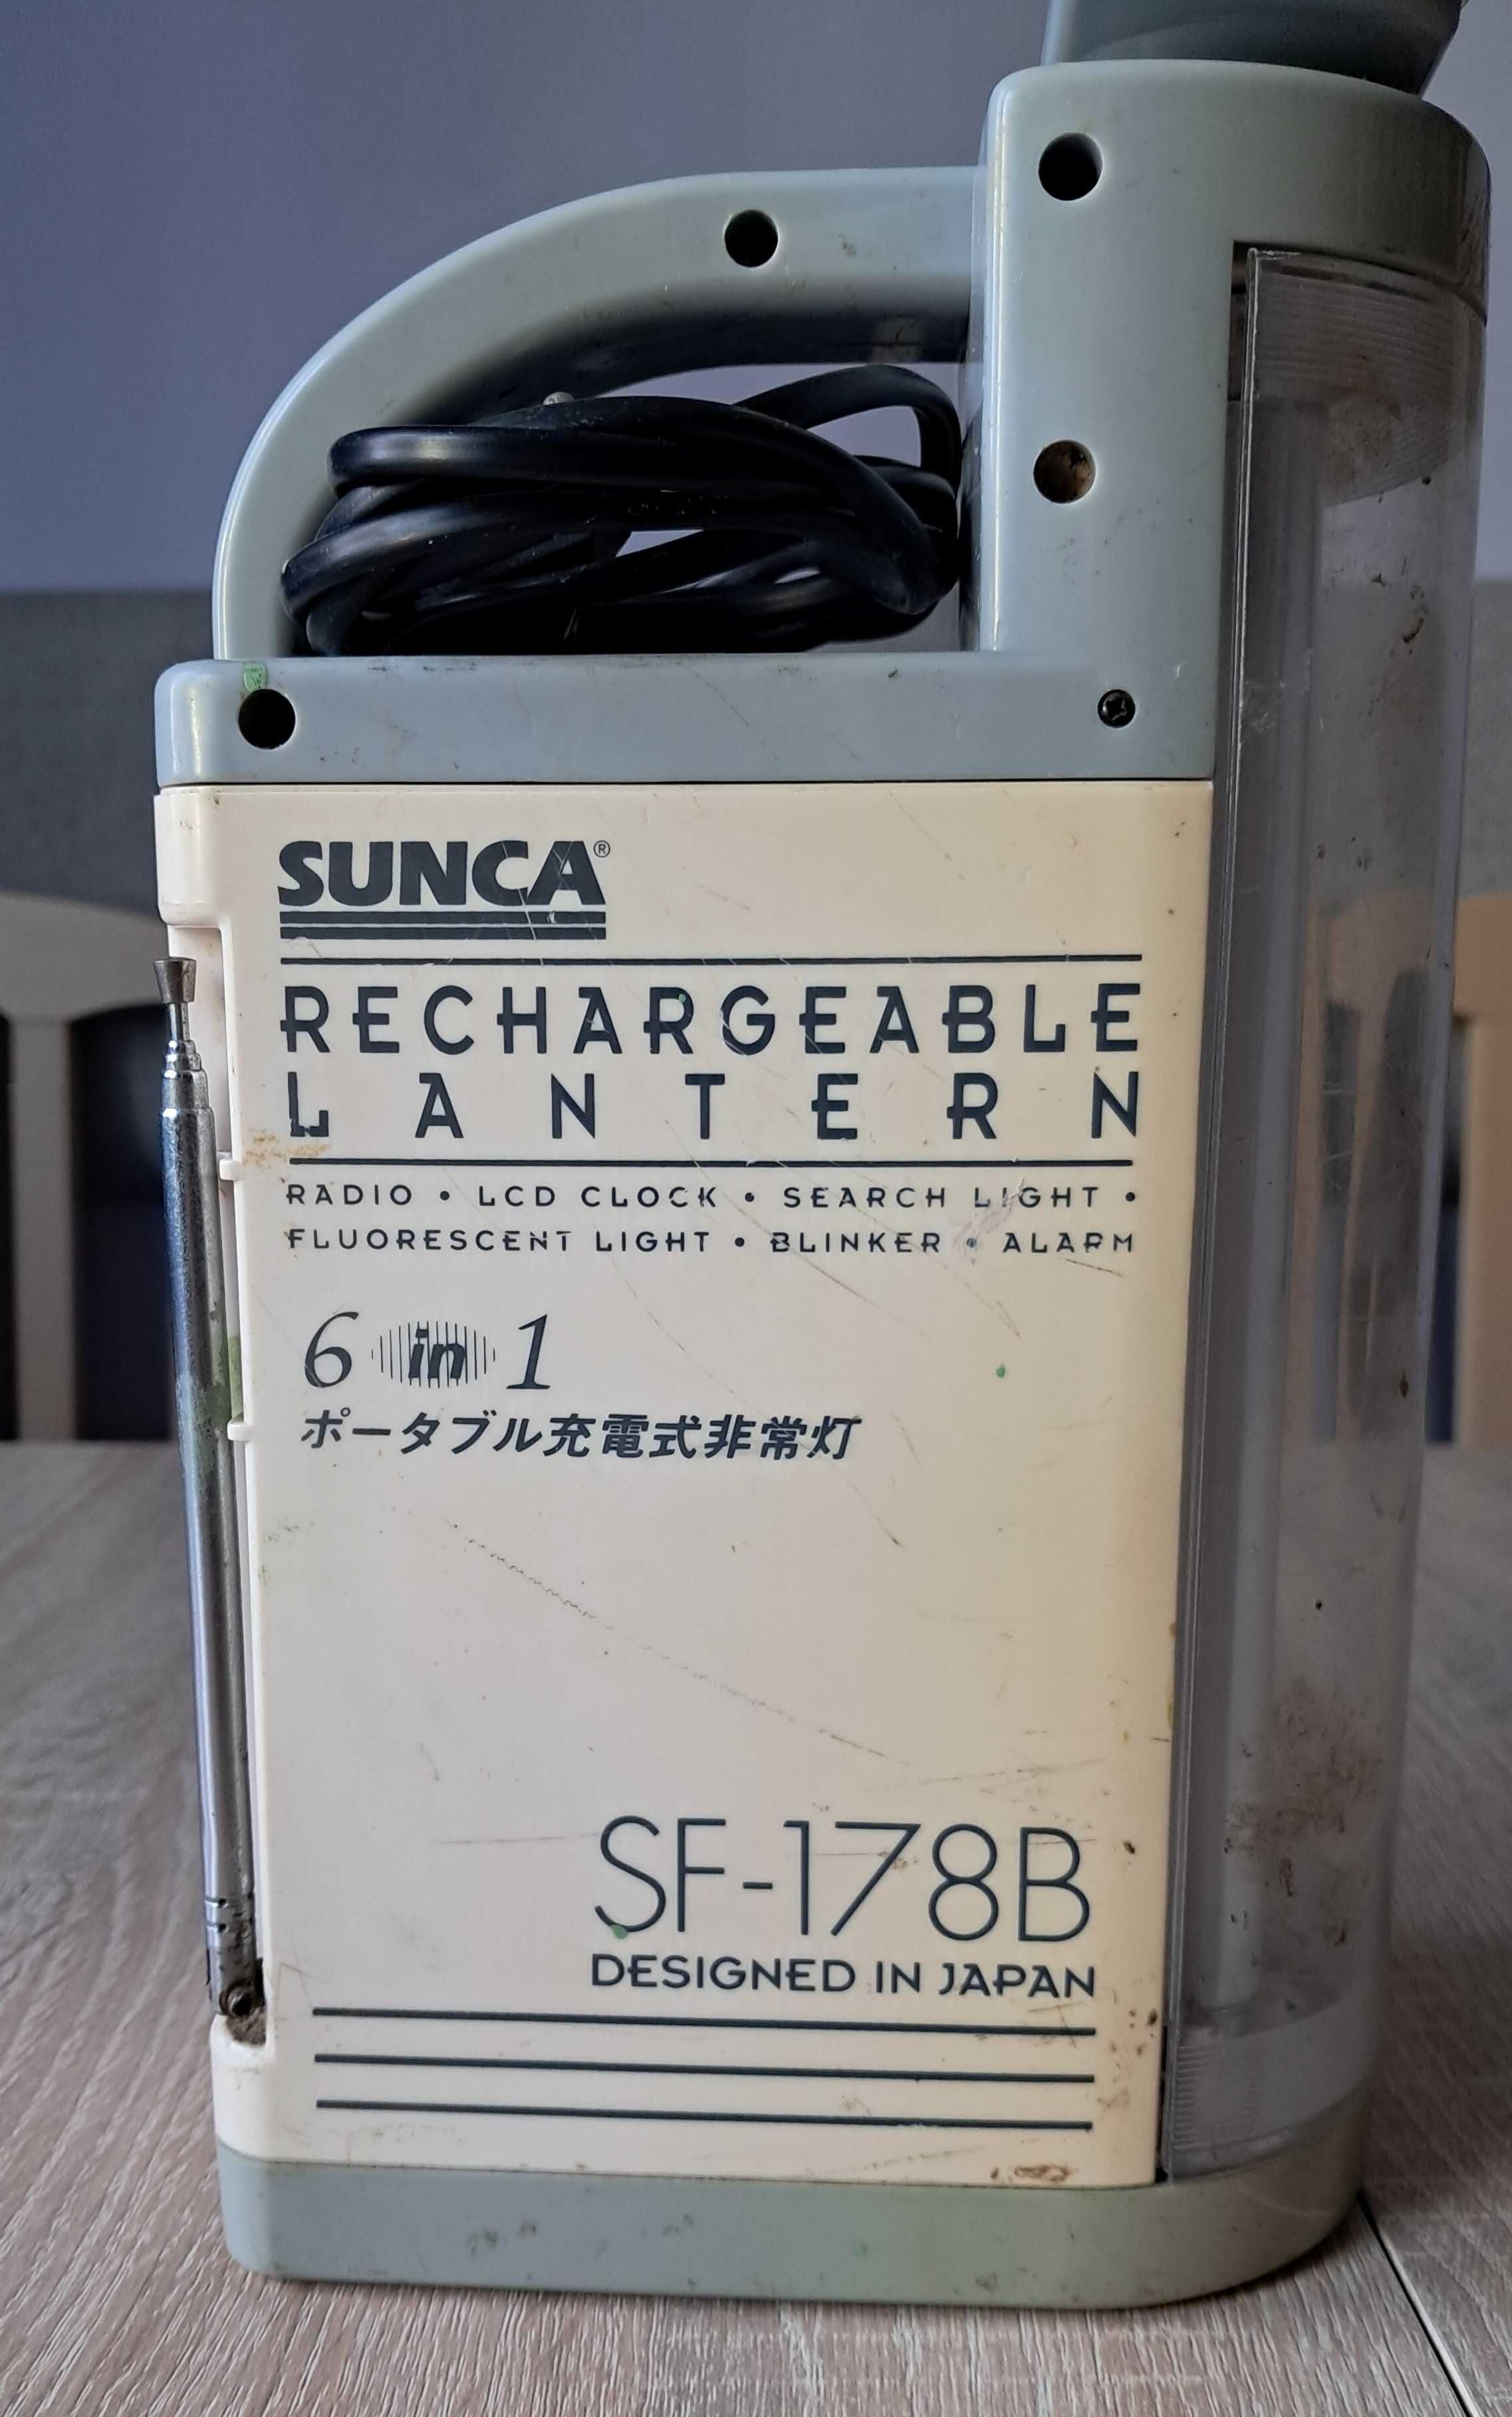 SUNCA®
RECHARGEABLE
LANTERN
RADIO • LCD CLOCK • SEARCH LIGHT •
FLUORESCENT LIGHT • BLINKER • ALARM
6 in 1
ポータブル充電式非常灯
SF-178B
DESIGNED IN JAPAN